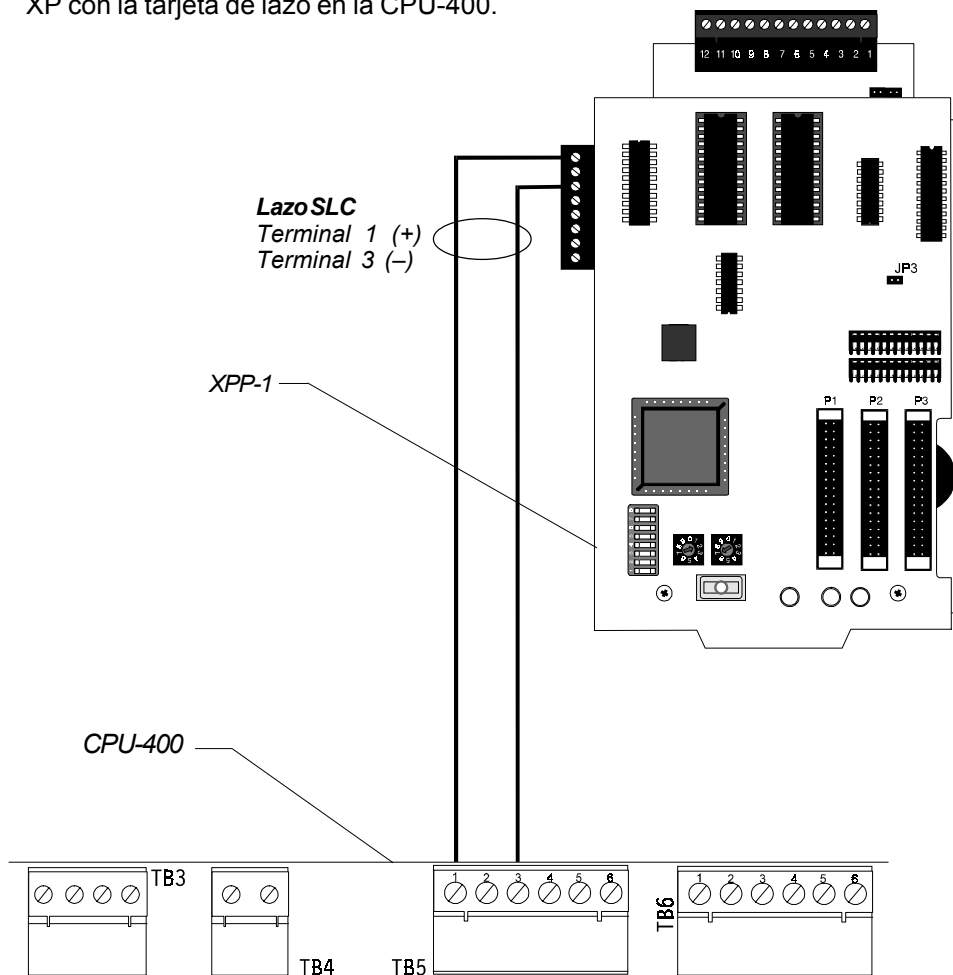 XP con la tarjeta de lazo en la CPU-400.
12 11 10 9 8 7 6 5 4 3 2 1
Lazo SLC
Terminal 1 (+)
Terminal 3 (–)
JP3
XPP-1
P1 P2 P3
CPU-400
TB3
TB4
TB5
1 2 3 4 5 6
TB6
1 2 3 4 5 6